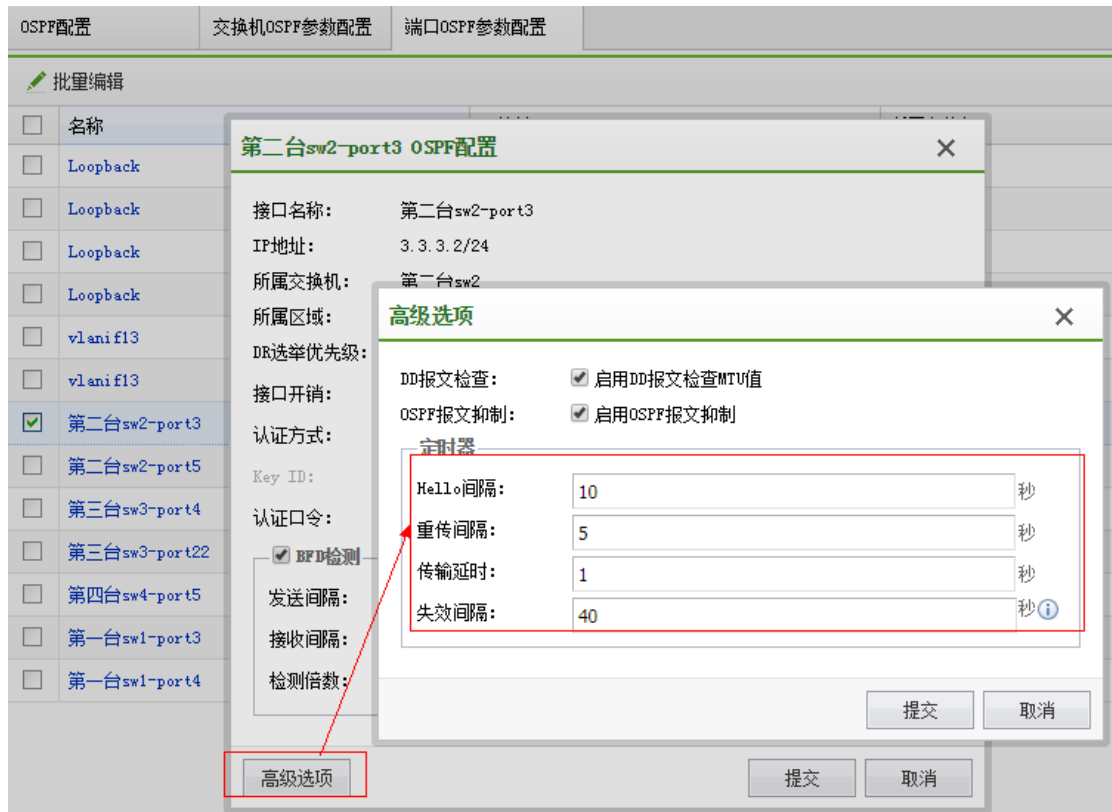 OSPF配置 交换机OSPF参数配置 端口OSPF参数配置
批量编辑
名称
Loopback
Loopback
Loopback
Loopback
vlanif13
vlanif13
第二台sw2-port3
第二台sw2-port5
第三台sw3-port4
第三台sw3-port22
第四台sw4-port5
第一台sw1-port3
第一台sw1-port4
第二台sw2-port3 OSPF配置
接口名称: 第二台sw2-port3
IP地址: 3.3.3.2/24
所属交换机: 第二台sw2
所属区域:
DR选举优先级:
接口开销:
认证方式:
Key ID:
认证口令:
BFD检测
发送间隔:
接收间隔:
检测倍数:
高级选项 提交 取消
高级选项
DD报文检查: 启用DD报文检查MTU值
OSPF报文抑制: 启用OSPF报文抑制
定时器
Hello间隔: 10 秒
重传间隔: 5 秒
传输延时: 1 秒
失效间隔: 40 秒
提交 取消